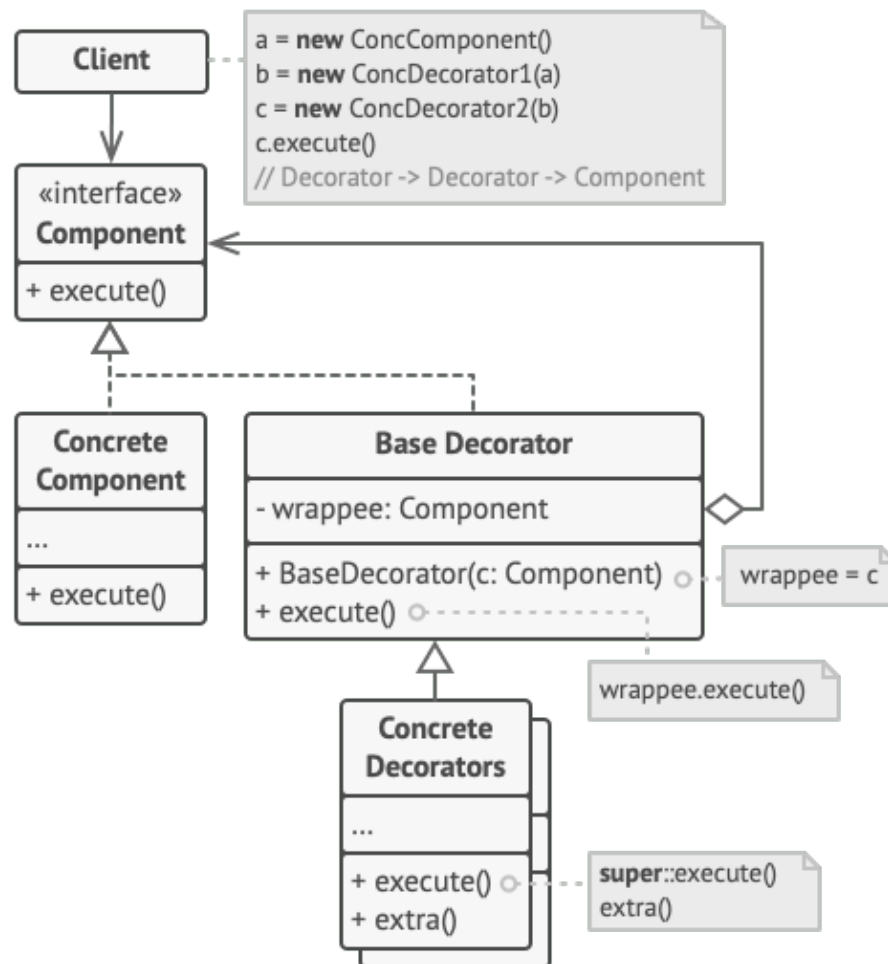 Client
a = new ConcComponent()
b = new ConcDecorator1(a)
c = new ConcDecorator2(b)
c.execute()
// Decorator -> Decorator -> Component
«interface»
Component
+ execute()
Concrete
Component
...
+ execute()
Base Decorator
- wrappee: Component
+ BaseDecorator(c: Component)
+ execute()
wrappee = c
wrappee.execute()
Concrete
Decorators
...
+ execute()
+ extra()
super::execute()
extra()